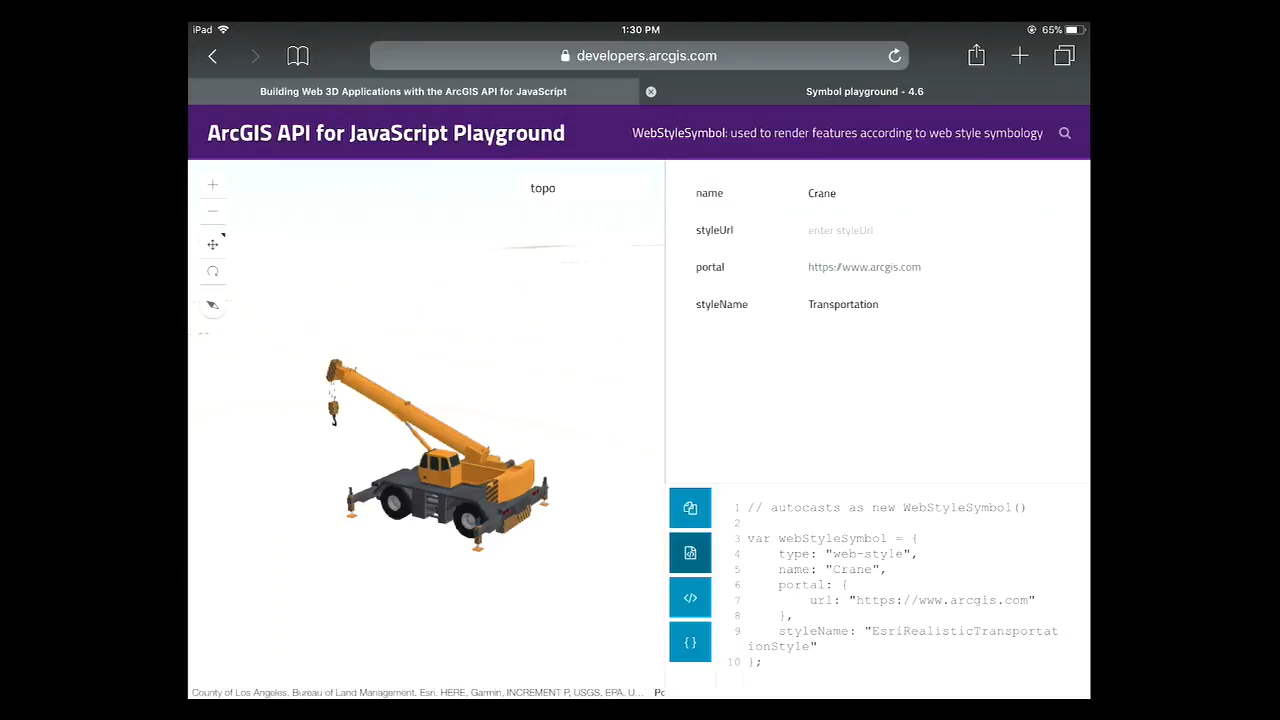 iPad
1:30 PM
65%
developers.arcgis.com
Building Web 3D Applications with the ArcGIS API for JavaScript
Symbol playground - 4.6
ArcGIS API for JavaScript Playground
WebStyleSymbol: used to render features according to web style symbology
topo
name Crane
styleUrl enter styleUrl
portal https://www.arcgis.com
styleName Transportation
1 // autocasts as new WebStyleSymbol()
2
3 var webStyleSymbol = {
4 type: "web-style",
5 name: "Crane",
6 portal: {
7 url: "https://www.arcgis.com"
8 },
9 styleName: "EsriRealisticTransportat
ionStyle"
10 };
County of Los Angeles, Bureau of Land Management, Esri, HERE, Garmin, INCREMENT P, USGS, EPA, U... Po